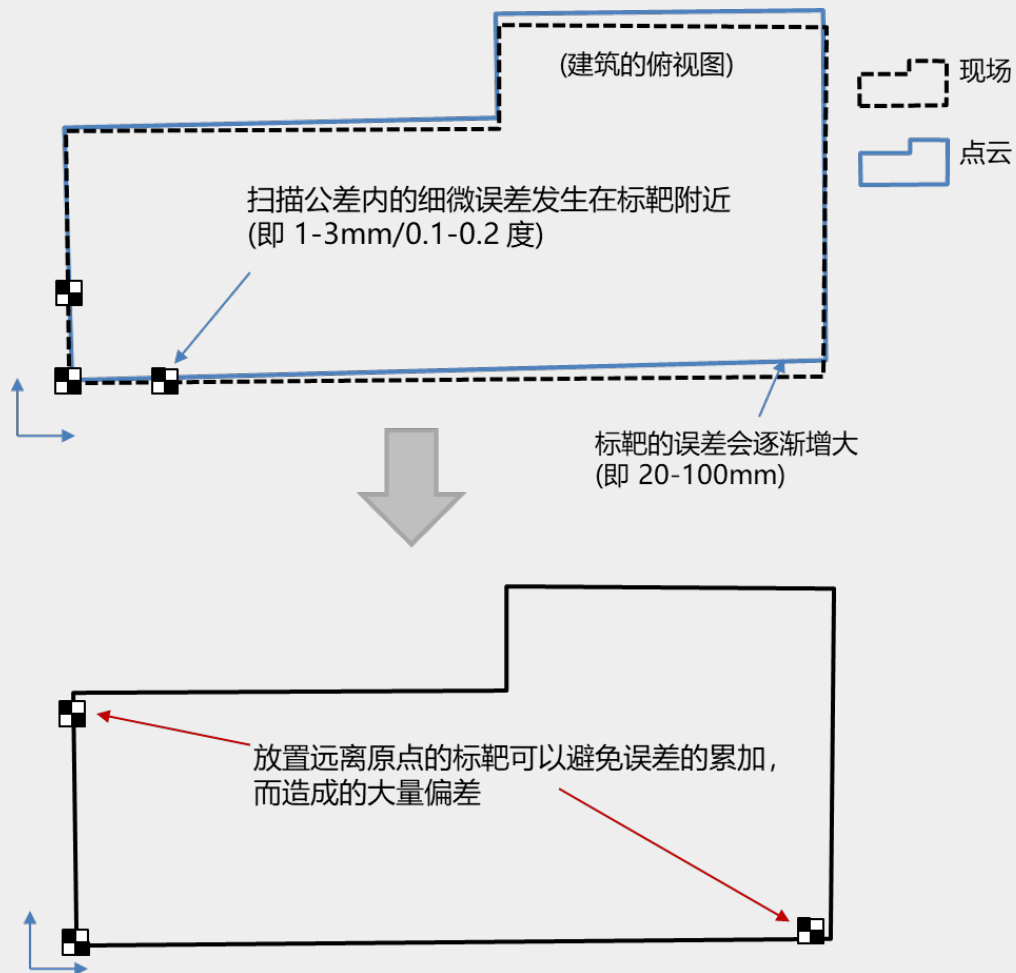 (建筑的俯视图)
现场
点云
扫描公差内的细微误差发生在标靶附近
(即 1-3mm/0.1-0.2 度)
标靶的误差会逐渐增大
(即 20-100mm)
放置远离原点的标靶可以避免误差的累加，
而造成的大量偏差